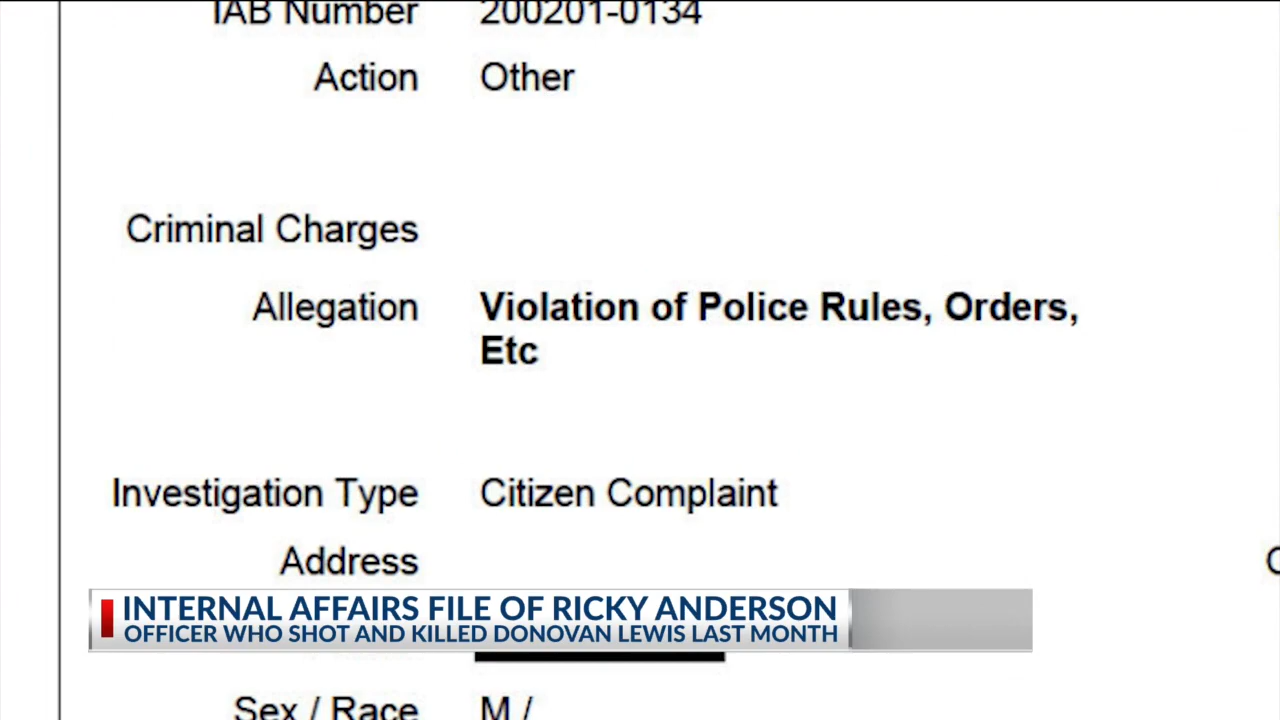 IAB Number 200201-0134
Action Other
Criminal Charges
Allegation Violation of Police Rules, Orders,
Etc
Investigation Type Citizen Complaint
Address
INTERNAL AFFAIRS FILE OF RICKY ANDERSON
OFFICER WHO SHOT AND KILLED DONOVAN LEWIS LAST MONTH
Sex / Race M /